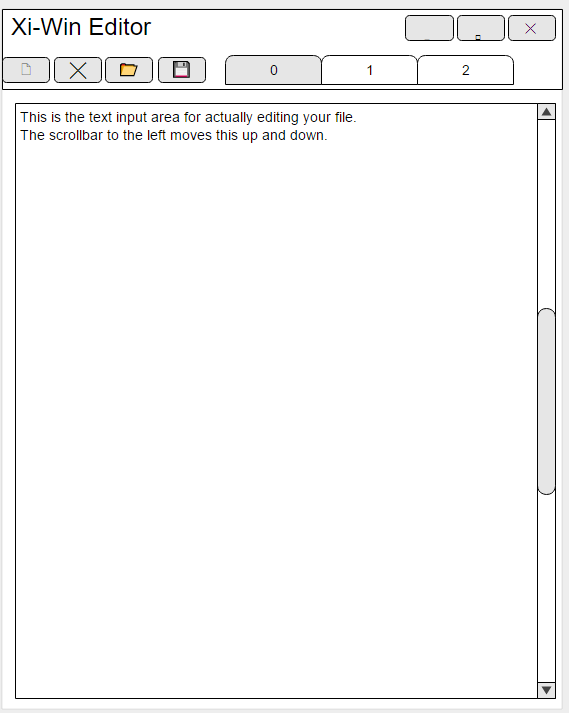 Xi-Win Editor
0
1
2
This is the text input area for actually editing your file.
The scrollbar to the left moves this up and down.